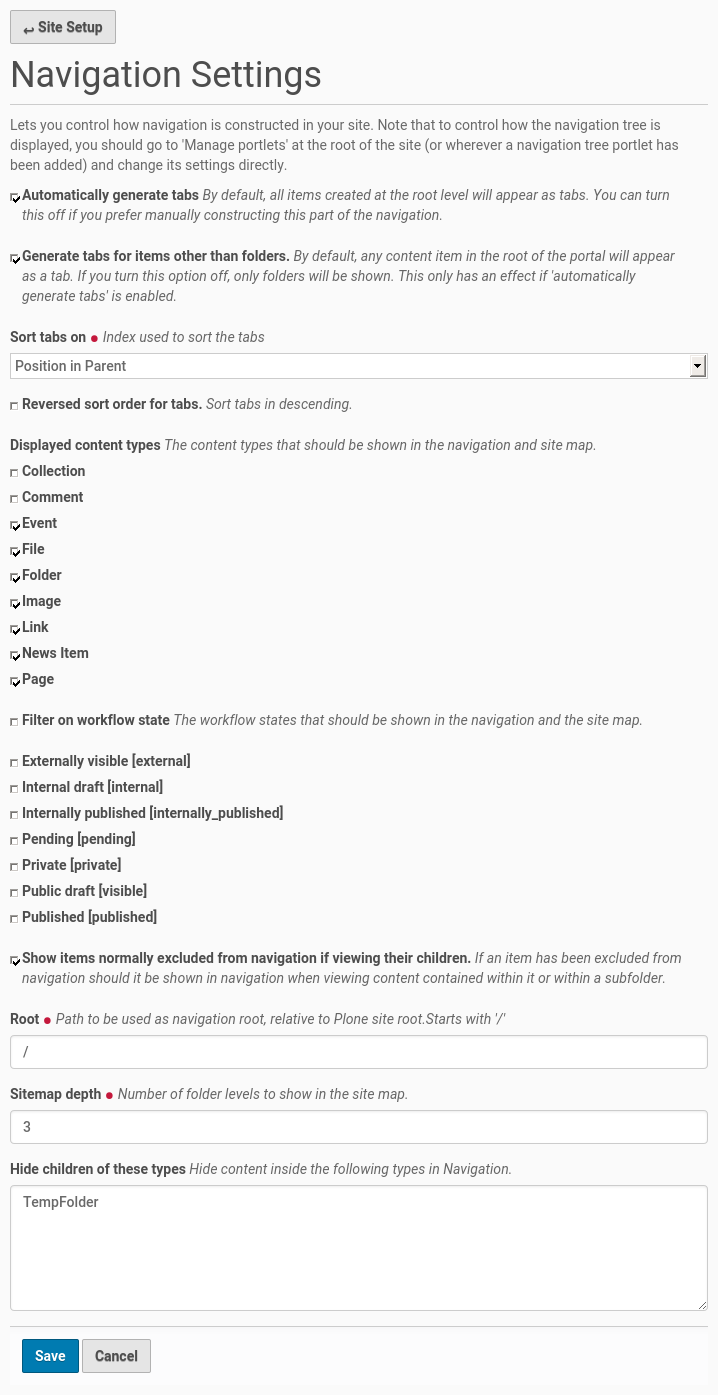 Site Setup
Navigation Settings
Lets you control how navigation is constructed in your site. Note that to control how the navigation tree is
displayed, you should go to 'Manage portlets' at the root of the site (or wherever a navigation tree portlet has
been added) and change its settings directly.
Automatically generate tabs By default, all items created at the root level will appear as tabs. You can turn
this off if you prefer manually constructing this part of the navigation.
Generate tabs for items other than folders. By default, any content item in the root of the portal will appear
as a tab. If you turn this option off, only folders will be shown. This only has an effect if 'automatically
generate tabs' is enabled.
Sort tabs on Index used to sort the tabs
Position in Parent
Reversed sort order for tabs. Sort tabs in descending.
Displayed content types The content types that should be shown in the navigation and site map.
Collection
Comment
Event
File
Folder
Image
Link
News Item
Page
Filter on workflow state The workflow states that should be shown in the navigation and the site map.
Externally visible [external]
Internal draft [internal]
Internally published [internally_published]
Pending [pending]
Private [private]
Public draft [visible]
Published [published]
Show items normally excluded from navigation if viewing their children. If an item has been excluded from
navigation should it be shown in navigation when viewing content contained within it or within a subfolder.
Root Path to be used as navigation root, relative to Plone site root.Starts with '/'
/
Sitemap depth Number of folder levels to show in the site map.
3
Hide children of these types Hide content inside the following types in Navigation.
TempFolder
Save Cancel